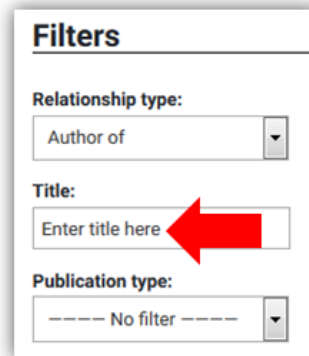 Filters
Relationship type:
Author of
Title:
Enter title here
Publication type:
---- No filter ----